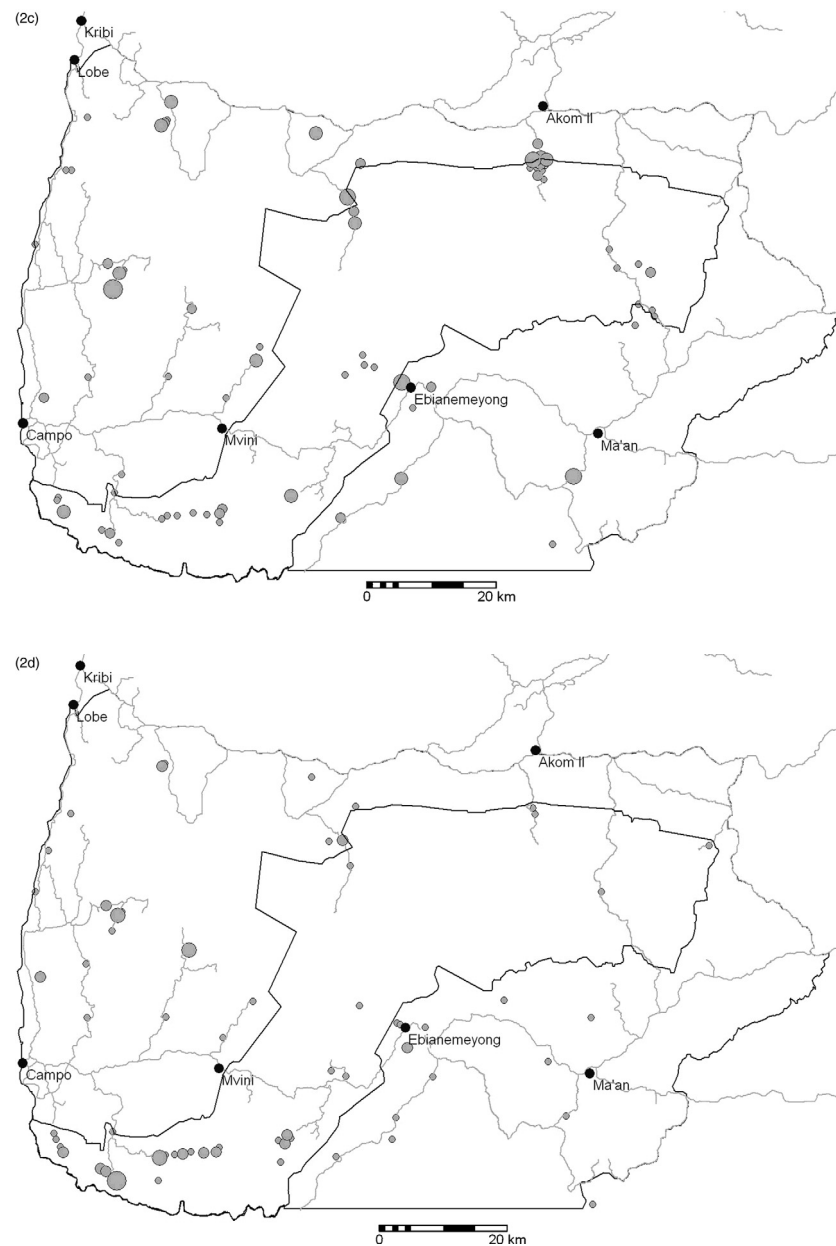 (2c)
Kribi
Lobe
Akom II
Ebianemeyong
Campo
Mvini
Ma'an
0 20 km
(2d)
Kribi
Lobe
Akom II
Ebianemeyong
Campo
Mvini
Ma'an
0 20 km